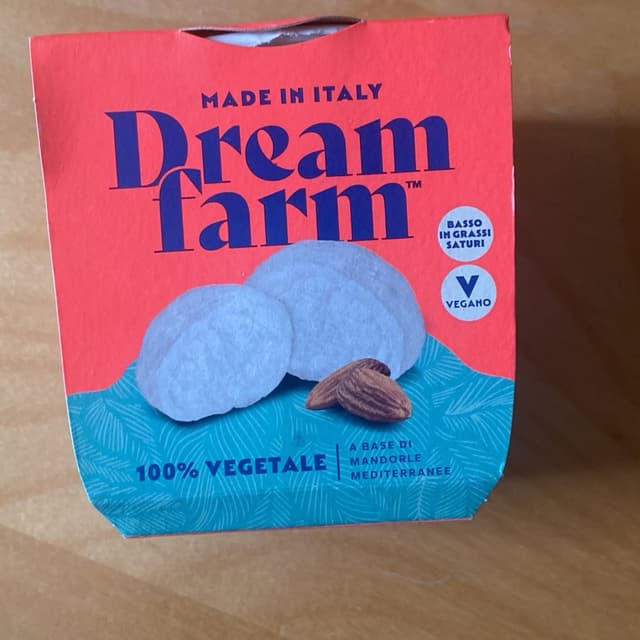 MADE IN ITALY
Dream
farm™
BASSO
IN GRASSI
SATURI
V
VEGANO
100% VEGETALE
A BASE DI
MANDORLE
MEDITERRANEE